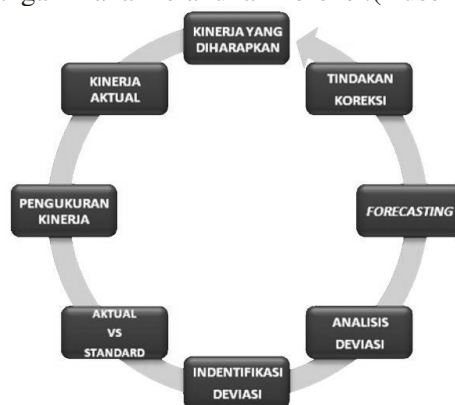 KINERJA YANG
DIHARAPKAN
KINERJA
AKTUAL
PENGUKURAN
KINERJA
AKTUAL
VS
STANDARD
INDENTIFIKASI
DEVIASI
ANALISIS
DEVIASI
FORECASTING
TINDAKAN
KOREKSI